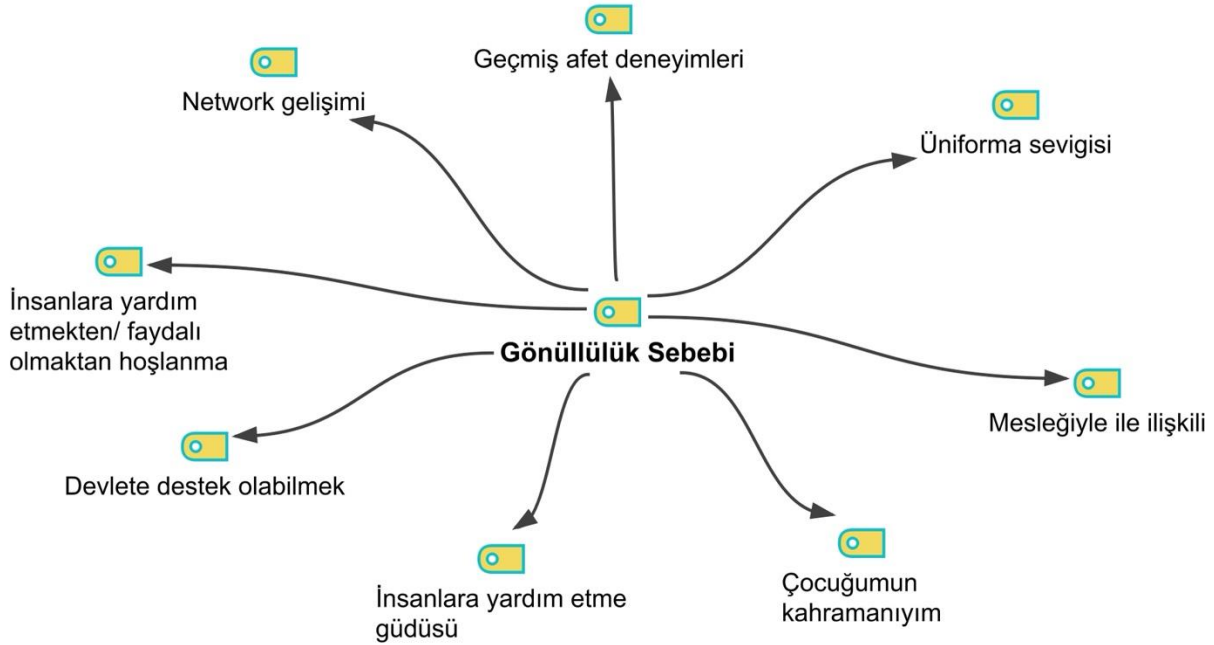 Geçmiş afet deneyimleri
Network gelişimi
Üniforma sevigisi
İnsanlara yardım
etmekten/ faydalı
olmaktan hoşlanma
Gönüllülük Sebebi
Mesleğiyle ile ilişkili
Devlete destek olabilmek
İnsanlara yardım etme
güdüsü
Çocuğumun
kahramanıyım